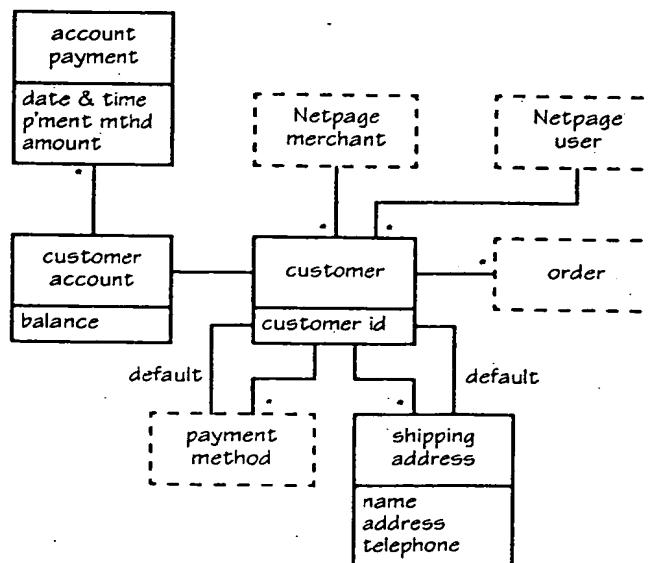 account
payment
date & time
p'ment mthd
amount
Netpage
merchant
Netpage
user
*
*
*
*
customer
account
balance
customer
customer id
order
default
default
*
*
payment
method
shipping
address
name
address
telephone